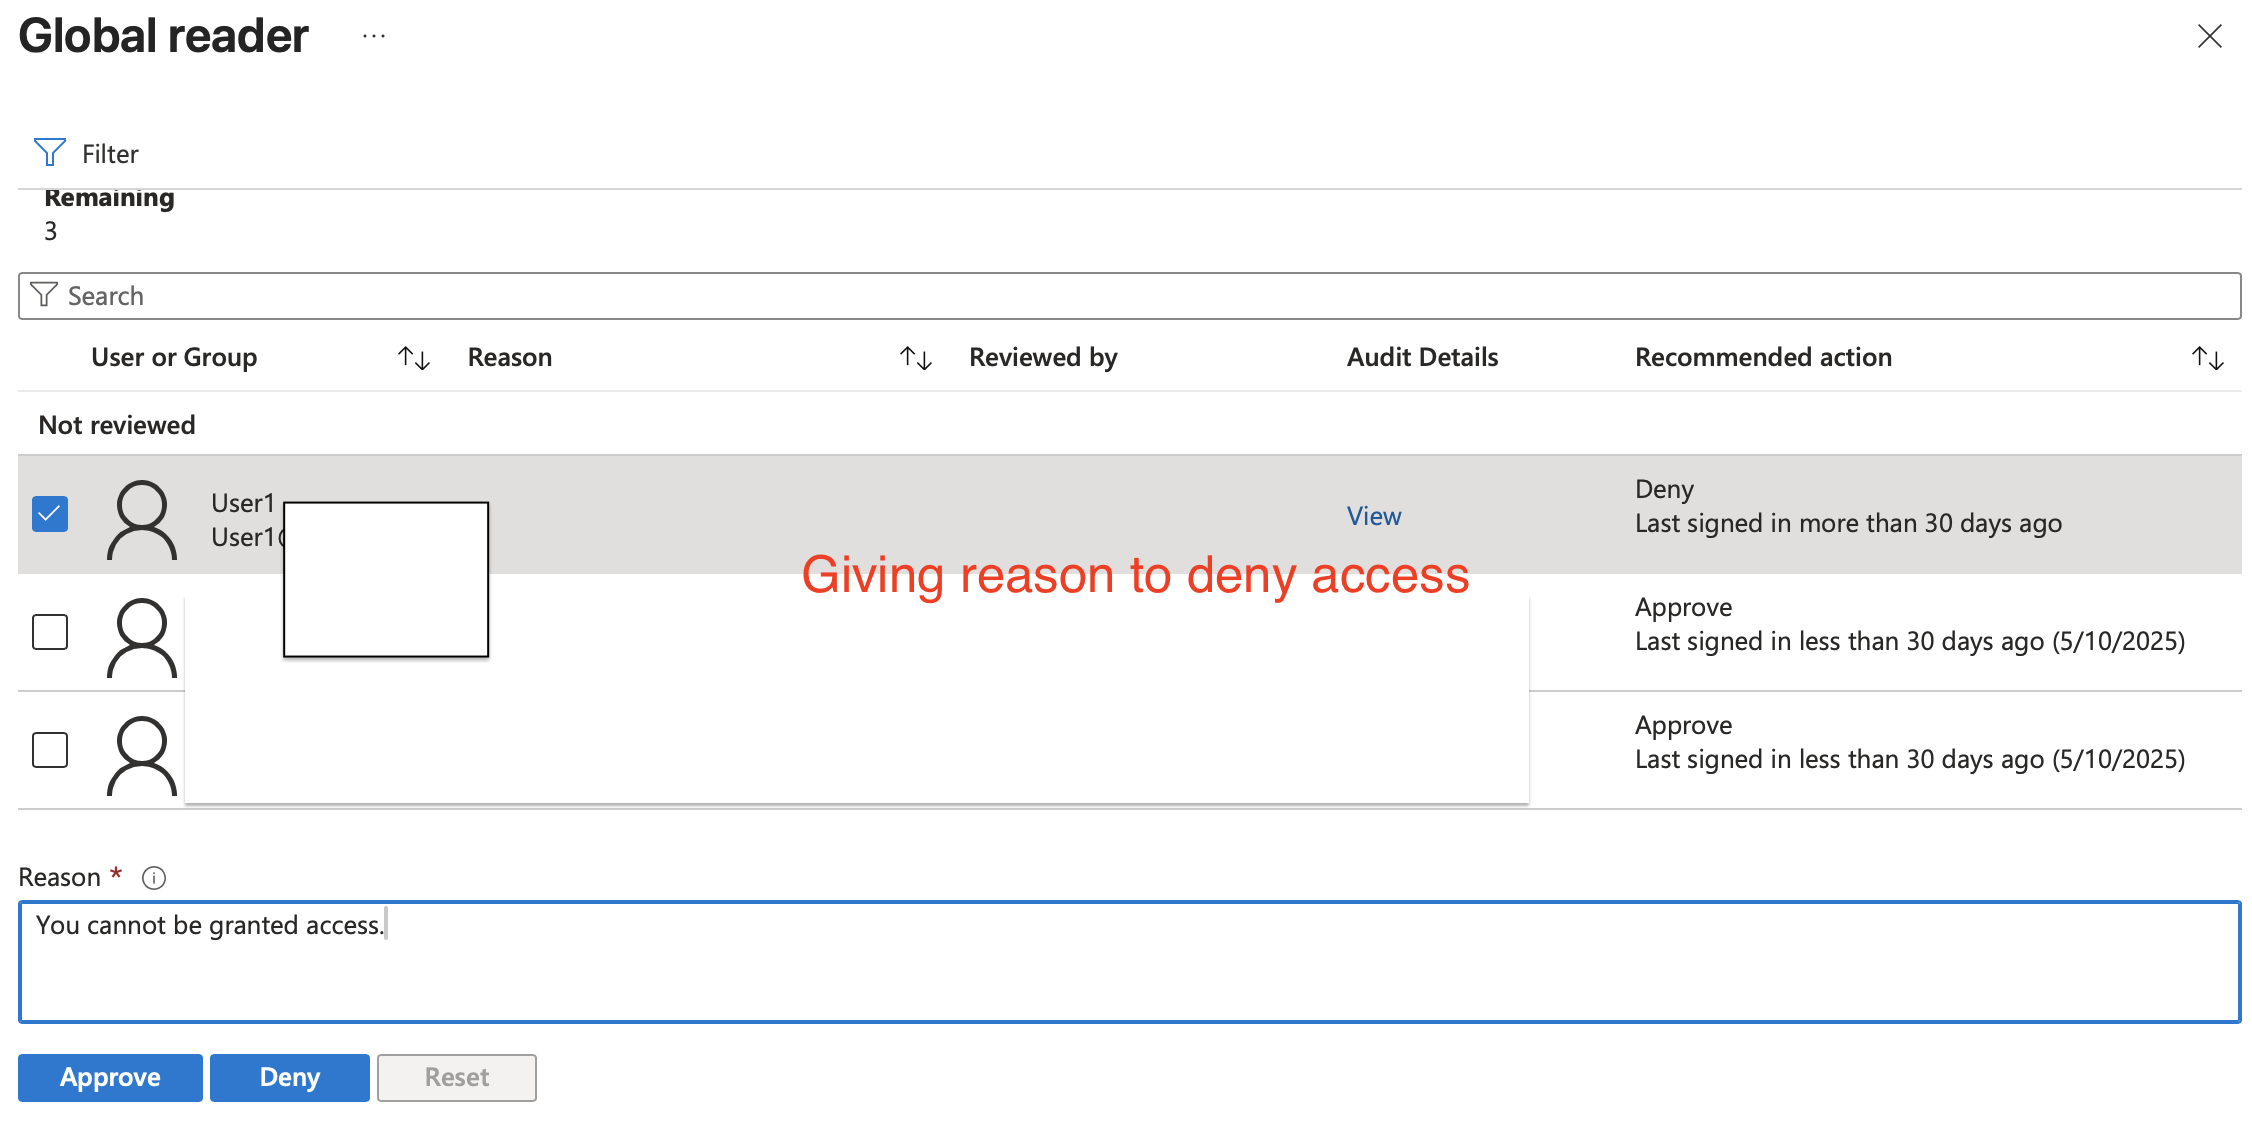 Global reader ...
Filter
Remaining
3
Search
User or Group Reason Reviewed by Audit Details Recommended action
Not reviewed
User1
User1
View
Deny
Last signed in more than 30 days ago
Giving reason to deny access
Approve
Last signed in less than 30 days ago (5/10/2025)
Approve
Last signed in less than 30 days ago (5/10/2025)
Reason *
You cannot be granted access.
Approve Deny Reset